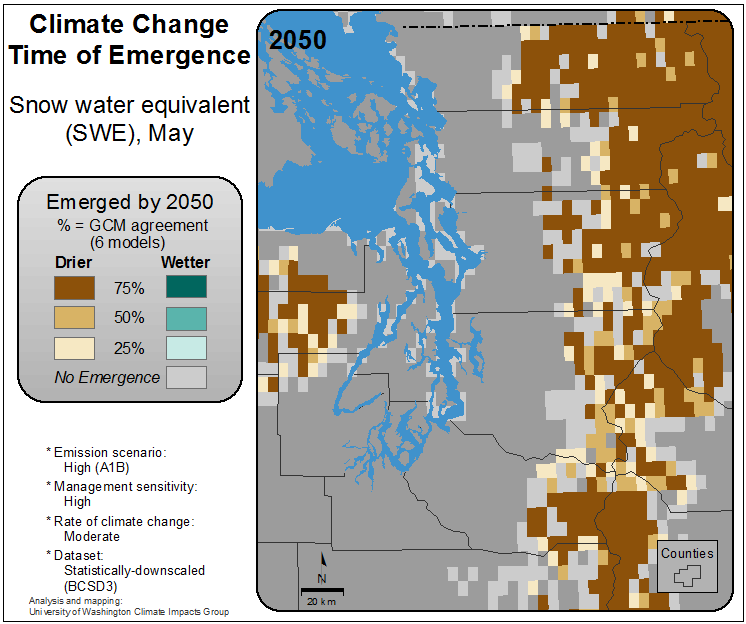 Climate Change
Time of Emergence
Snow water equivalent
(SWE), May
Emerged by 2050
% = GCM agreement
(6 models)
Drier Wetter
75%
50%
25%
No Emergence
* Emission scenario:
High (A1B)
* Management sensitivity:
High
* Rate of climate change:
Moderate
* Dataset:
Statistically-downscaled
(BCSD3)
Analysis and mapping:
University of Washington Climate Impacts Group
2050
N
20 km
Counties